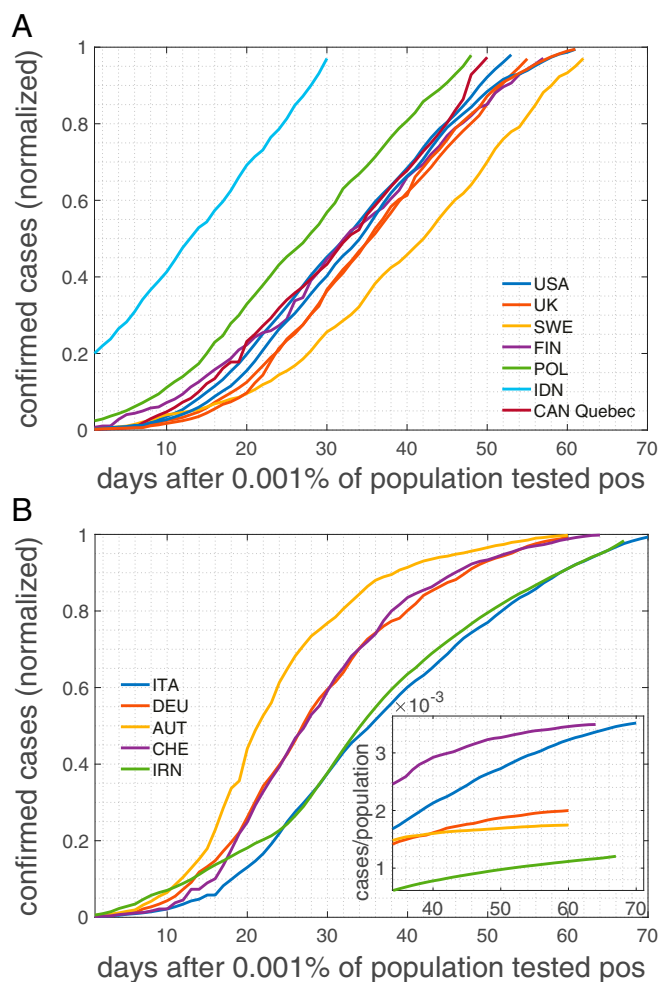 A
confirmed cases (normalized)
1
0.8
0.6
0.4
0.2
0
10 20 30 40 50 60 70
USA
UK
SWE
FIN
POL
IDN
CAN Quebec
days after 0.001% of population tested pos
B
confirmed cases (normalized)
1
0.8
0.6
0.4
0.2
0
ITA
DEU
AUT
CHE
IRN
×10⁻³
cases/population
3
2
1
40 50 60 70
10 20 30 40 50 60 70
days after 0.001% of population tested pos